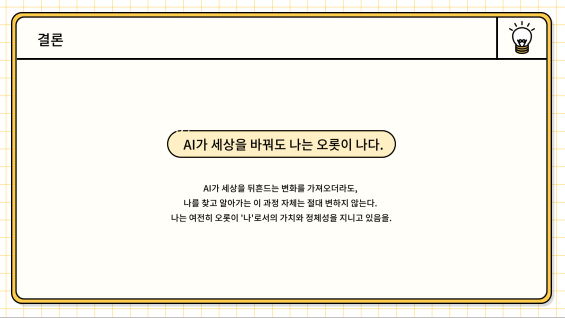 결론
AI가 세상을 바꿔도 나는 오롯이 나다.
AI가 세상을 뒤흔드는 변화를 가져오더라도,
나를 찾고 알아가는 이 과정 자체는 절대 변하지 않는다.
나는 여전히 오롯이 '나'로서의 가치와 정체성을 지니고 있음을.